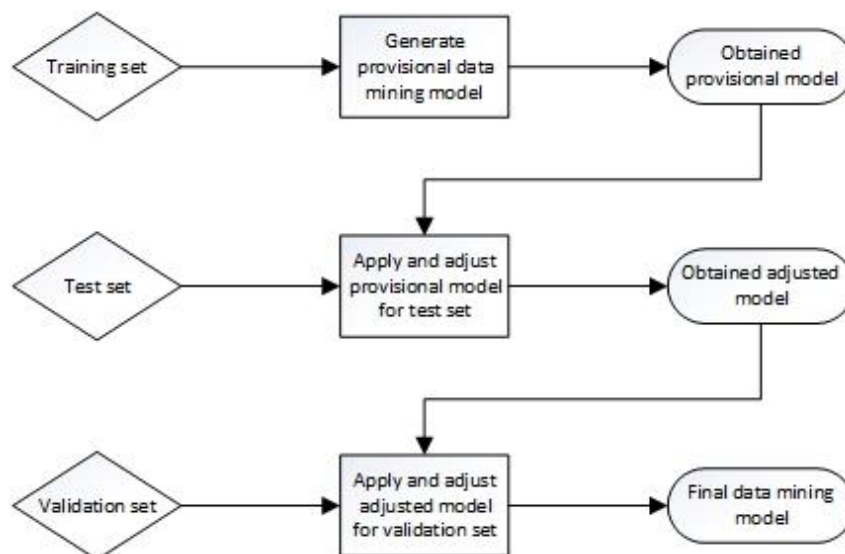 Training set
Generate
provisional data
mining model
Obtained
provisional model
Test set
Apply and adjust
provisional model
for test set
Obtained adjusted
model
Validation set
Apply and adjust
adjusted model
for validation set
Final data mining
model